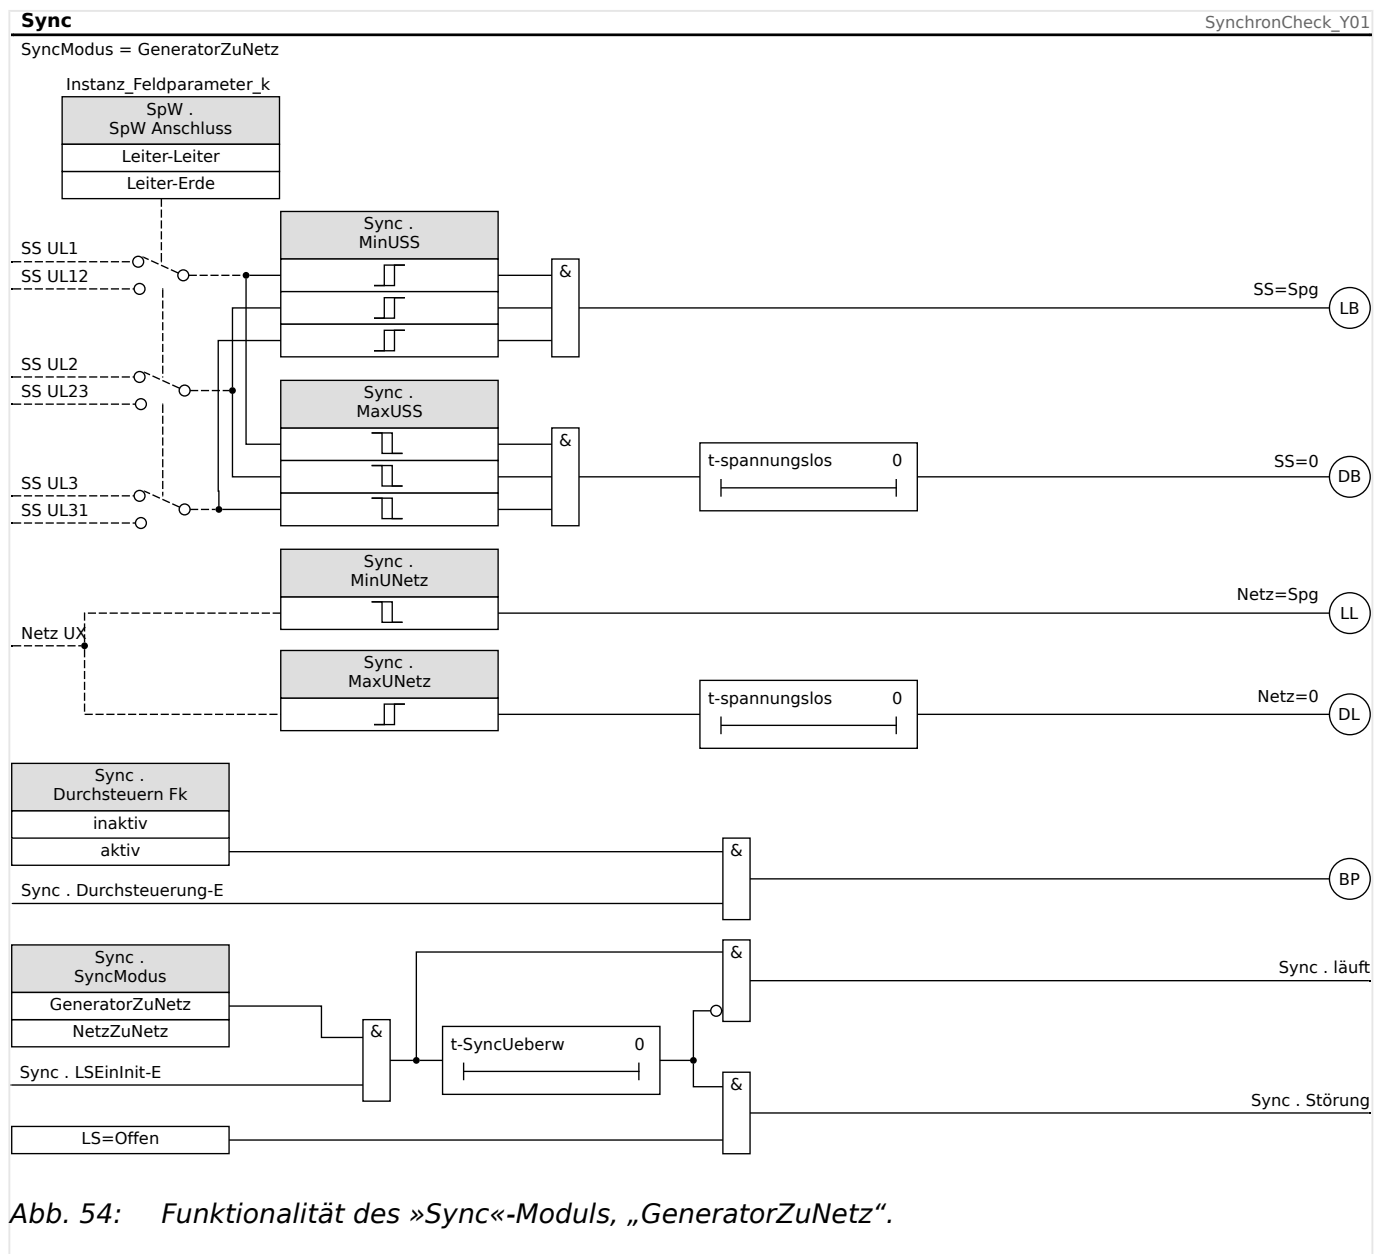 Sync
SynchronCheck_Y01
SyncModus = GeneratorZuNetz
Instanz_Feldparameter_k
SpW .
SpW Anschluss
Leiter-Leiter
Leiter-Erde
SS UL1
SS UL12
SS UL2
SS UL23
SS UL3
SS UL31
Sync .
MinUSS
&
SS=Spg
LB
Sync .
MaxUSS
&
t-spannungslos 0
SS=0
DB
Sync .
MinUNetz
Netz=Spg
LL
Netz UX
Sync .
MaxUNetz
t-spannungslos 0
Netz=0
DL
Sync .
Durchsteuern Fk
inaktiv
aktiv
&
Sync . Durchsteuerung-E
BP
Sync .
SyncModus
GeneratorZuNetz
NetzZuNetz
&
Sync . läuft
&
t-SyncUeberw 0
Sync . LSEinInit-E
&
Sync . Störung
LS=Offen
Abb. 54: Funktionalität des »Sync«-Moduls, „GeneratorZuNetz“.